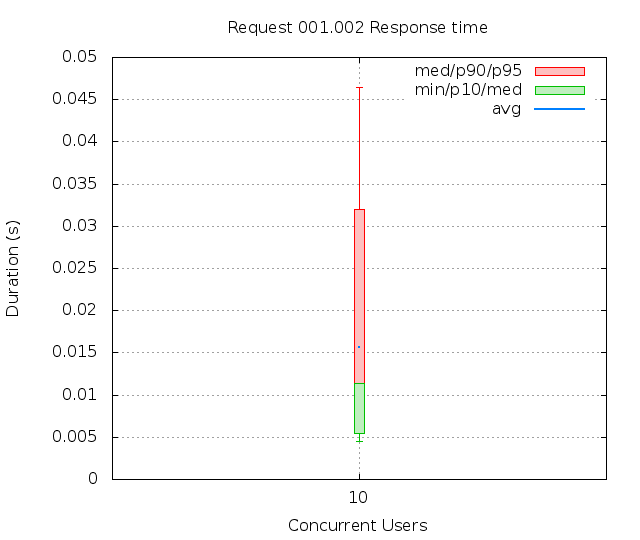 Request 001.002 Response time
0.05
0.045
0.04
0.035
0.03
0.025
0.02
0.015
0.01
0.005
0
med/p90/p95
min/p10/med
avg
Duration (s)
10
Concurrent Users